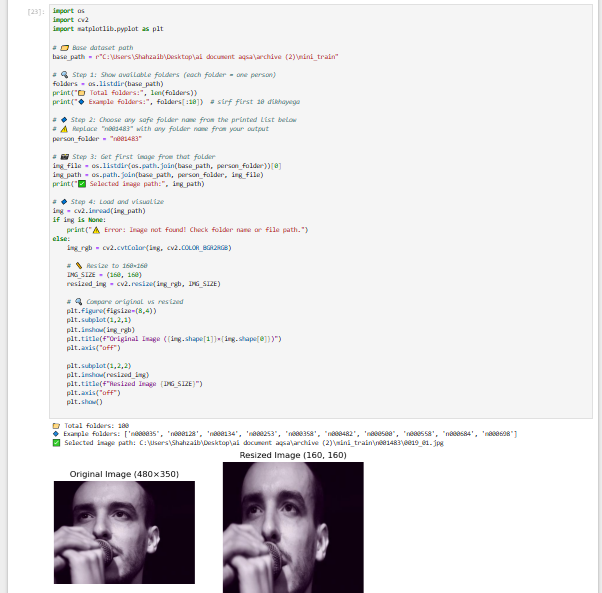 [23]:
import os
import cv2
import matplotlib.pyplot as plt
# 📂 Base dataset path
base_path = r"C:\Users\Shahzaib\Desktop\ai document aqsa\archive (2)\mini_train"
# 🔍 Step 1: Show available folders (each folder = one person)
folders = os.listdir(base_path)
print("📂 Total folders:", len(folders))
print("🔹 Example folders:", folders[:10])  # sirf first 10 dikhayega
# 🔹 Step 2: Choose any safe folder name from the printed list below
# ⚠️ Replace "n001483" with any folder name from your output
person_folder = "n001483"
# 📸 Step 3: Get first image from that folder
img_file = os.listdir(os.path.join(base_path, person_folder))[0]
img_path = os.path.join(base_path, person_folder, img_file)
print("✅ Selected image path:", img_path)
# 🔹 Step 4: Load and visualize
img = cv2.imread(img_path)
if img is None:
    print("⚠️ Error: Image not found! Check folder name or file path.")
else:
    img_rgb = cv2.cvtColor(img, cv2.COLOR_BGR2RGB)
    # 📏 Resize to 160×160
    IMG_SIZE = (160, 160)
    resized_img = cv2.resize(img_rgb, IMG_SIZE)
    # 🔍 Compare original vs resized
    plt.figure(figsize=(8,4))
    plt.subplot(1,2,1)
    plt.imshow(img_rgb)
    plt.title(f"Original Image ({img.shape[1]}×{img.shape[0]})")
    plt.axis("off")
    plt.subplot(1,2,2)
    plt.imshow(resized_img)
    plt.title(f"Resized Image {IMG_SIZE}")
    plt.axis("off")
    plt.show()
📂 Total folders: 100
🔹 Example folders: ['n000035', 'n000128', 'n000134', 'n000253', 'n000358', 'n000482', 'n000500', 'n000558', 'n000684', 'n000698']
✅ Selected image path: C:\Users\Shahzaib\Desktop\ai document aqsa\archive (2)\mini_train\n001483\0019_01.jpg
Original Image (480×350)
Resized Image (160, 160)